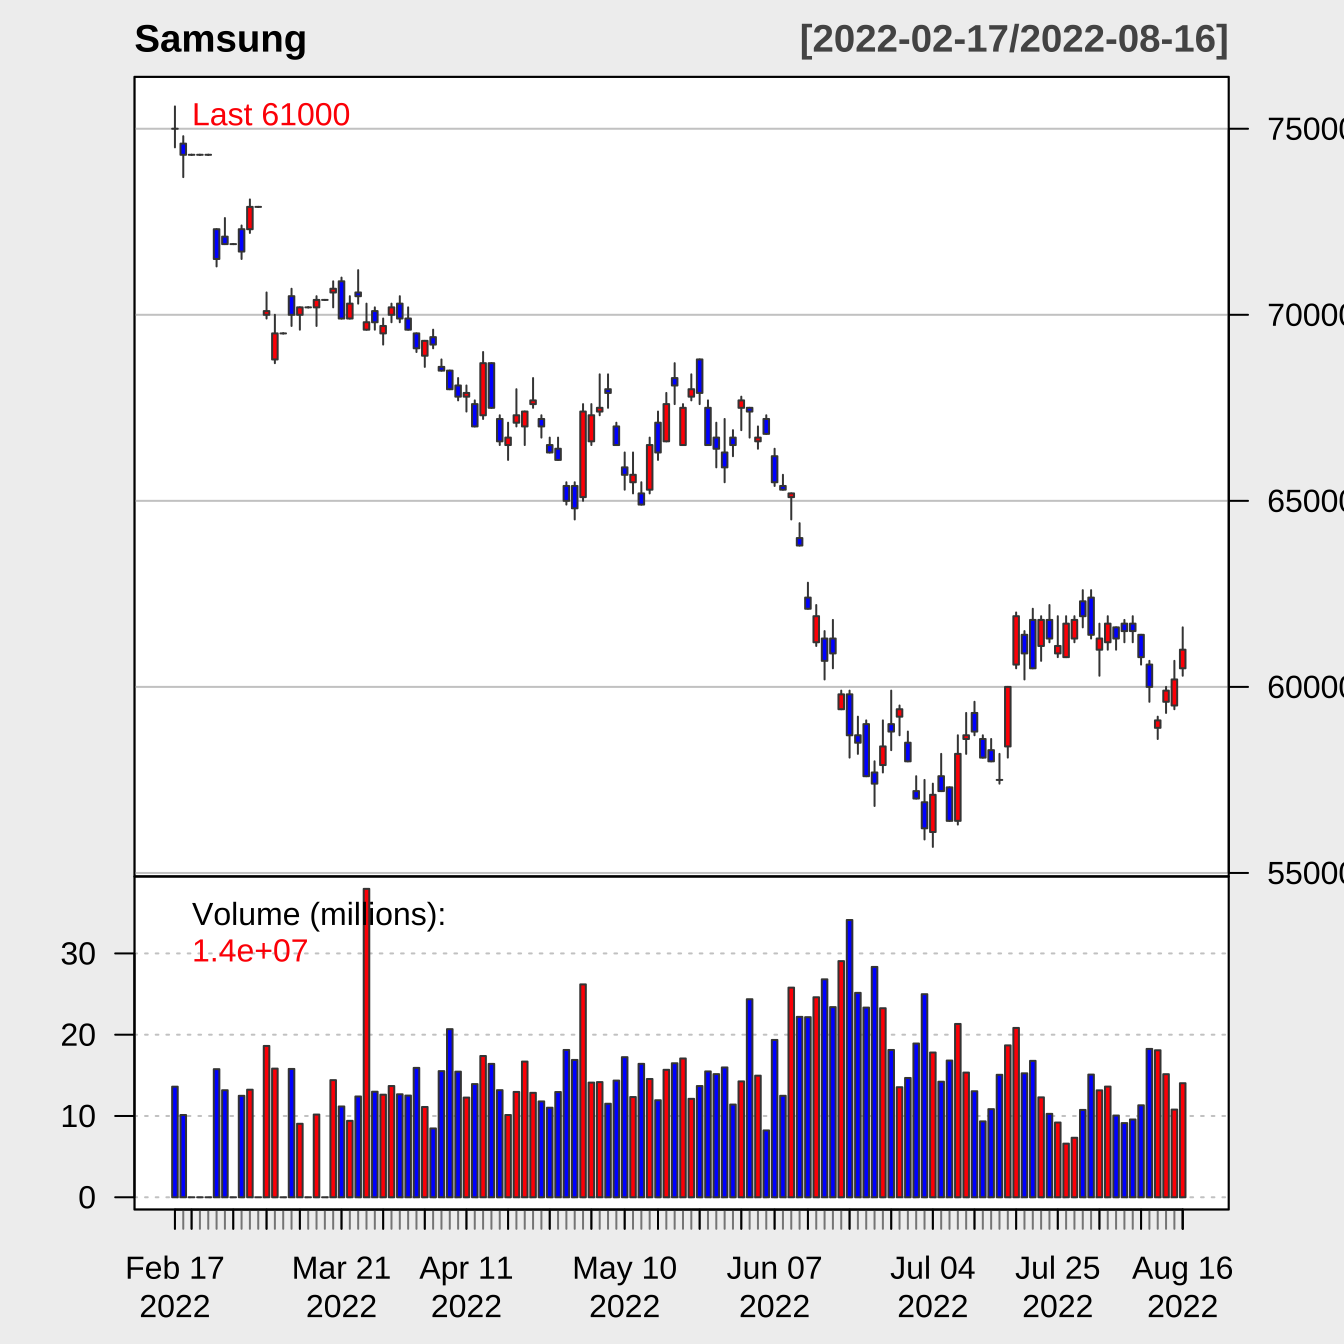 Samsung [2022-02-17/2022-08-16]
Last 61000
75000
70000
65000
60000
55000
Volume (millions):
1.4e+07
30
20
10
0
Feb 17 Mar 21 Apr 11 May 10 Jun 07 Jul 04 Jul 25 Aug 16
2022 2022 2022 2022 2022 2022 2022 2022